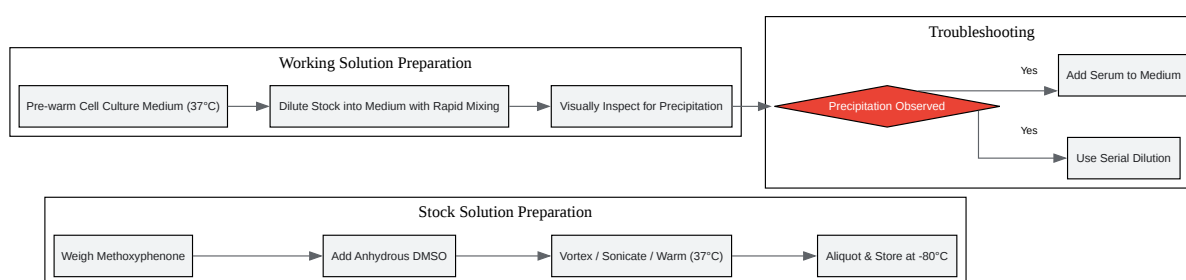 Troubleshooting
Working Solution Preparation
Pre-warm Cell Culture Medium (37°C)
Dilute Stock into Medium with Rapid Mixing
Visually Inspect for Precipitation
Precipitation Observed
Yes
Add Serum to Medium
Yes
Use Serial Dilution
Stock Solution Preparation
Weigh Methoxyphenone
Add Anhydrous DMSO
Vortex / Sonicate / Warm (37°C)
Aliquot & Store at -80°C